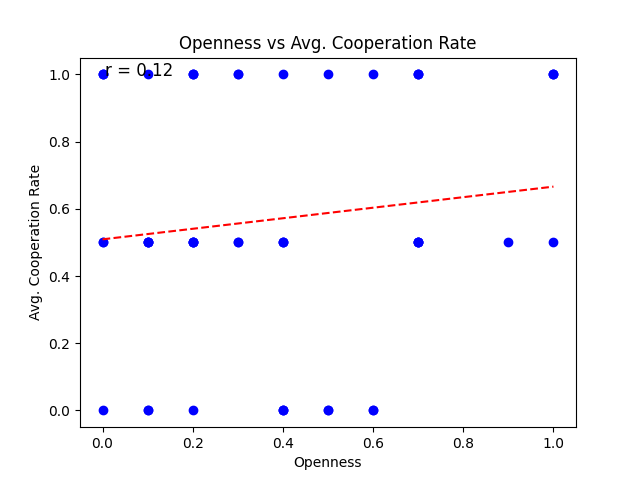 Openness vs Avg. Cooperation Rate
r = 0.12
1.0
0.8
0.6
0.4
0.2
0.0
Avg. Cooperation Rate
0.0 0.2 0.4 0.6 0.8 1.0
Openness